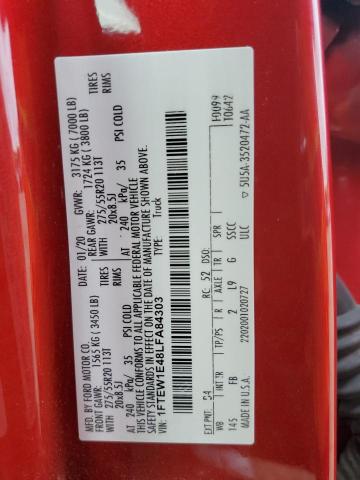 MFD. BY FORD MOTOR CO.
DATE: 01/20 GVWR: 3175 KG ( 7000 LB)
FRONT GAWR: 1565 KG ( 3450 LB) REAR GAWR: 1724 KG ( 3800 LB)
WITH 275/55R20 113T TIRES WITH 275/55R20 113T TIRES
20x8.5J RIMS 20x8.5J RIMS
AT 240 kPa/ 35 PSI COLD AT 240 kPa/ 35 PSI COLD
THIS VEHICLE CONFORMS TO ALL APPLICABLE FEDERAL MOTOR VEHICLE
SAFETY STANDARDS IN EFFECT ON THE DATE OF MANUFACTURE SHOWN ABOVE.
VIN: 1FTEW1E48LFA84303 TYPE: TRUCK
F0099
10642
EXT PNT: D4 RC: 52 DSO:
WB INT TR TP/PS R AXLE TR SPR
145 FB 2 L9 G SSCC
MADE IN U.S.A. 2202001020727 ULC
5U5A-3520472-AA